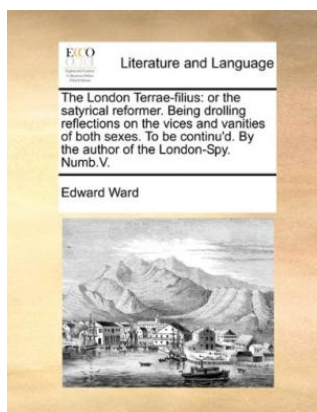 ECCO
Literature and Language
The London Terrae-filius: or the
satyrical reformer. Being drolling
reflections on the vices and vanities
of both sexes. To be continu'd. By
the author of the London-Spy.
Numb.V.
Edward Ward